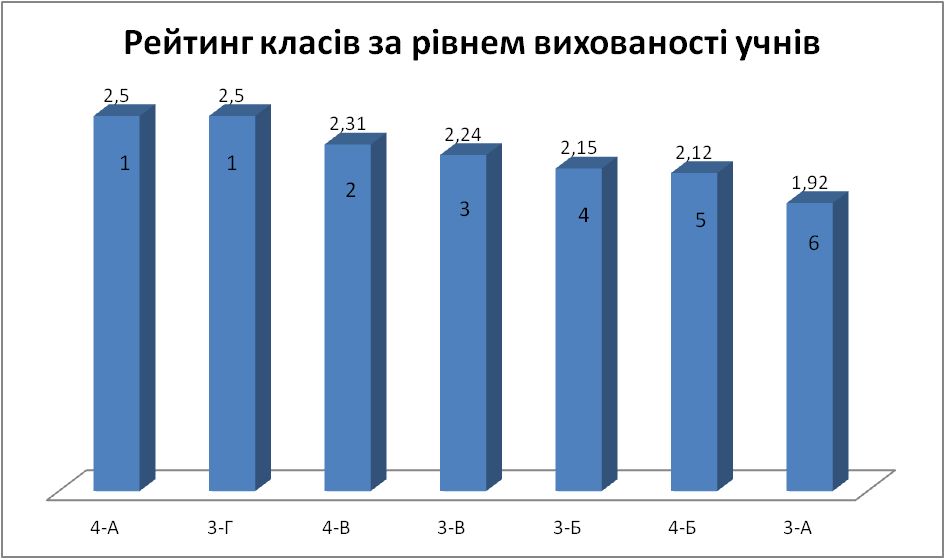 Рейтинг класів за рівнем вихованості учнів
2,5
2,5
2,31
2,24
2,15
2,12
1,92
1
1
2
3
4
5
6
4-А
3-Г
4-В
3-В
3-Б
4-Б
3-А